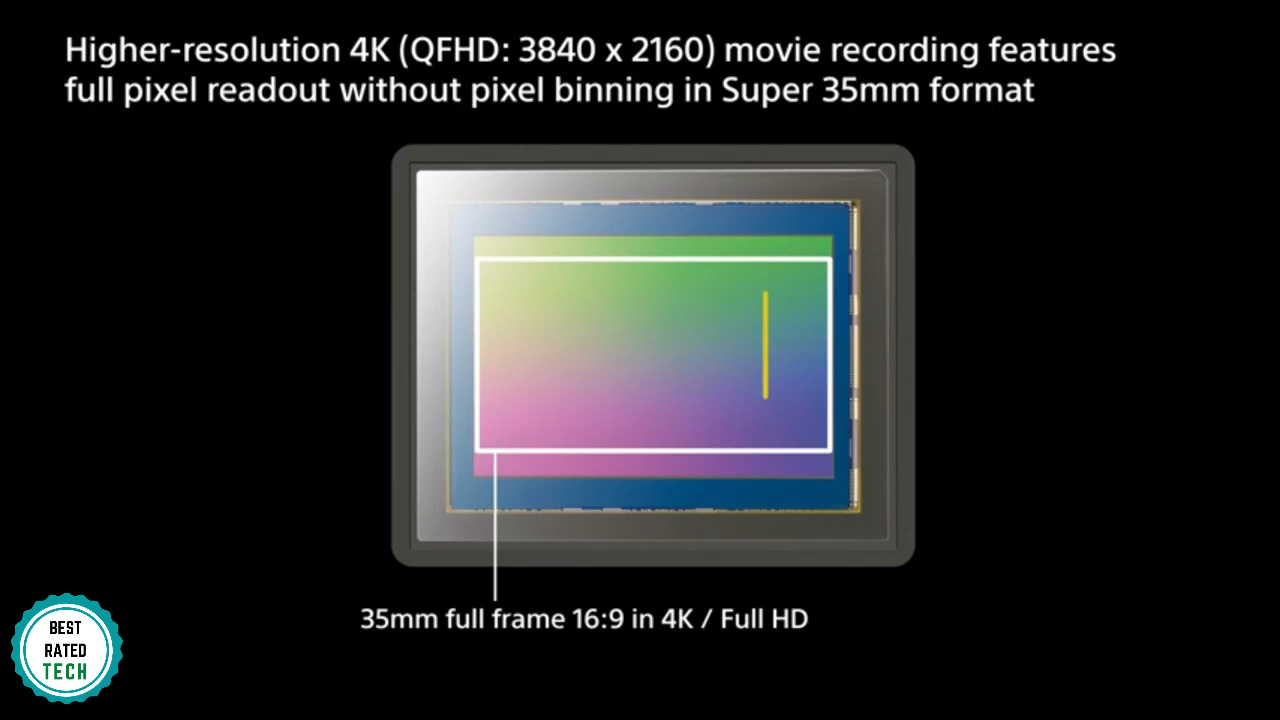 Higher-resolution 4K (QFHD: 3840 x 2160) movie recording features
full pixel readout without pixel binning in Super 35mm format
35mm full frame 16:9 in 4K / Full HD
BEST
RATED
TECH